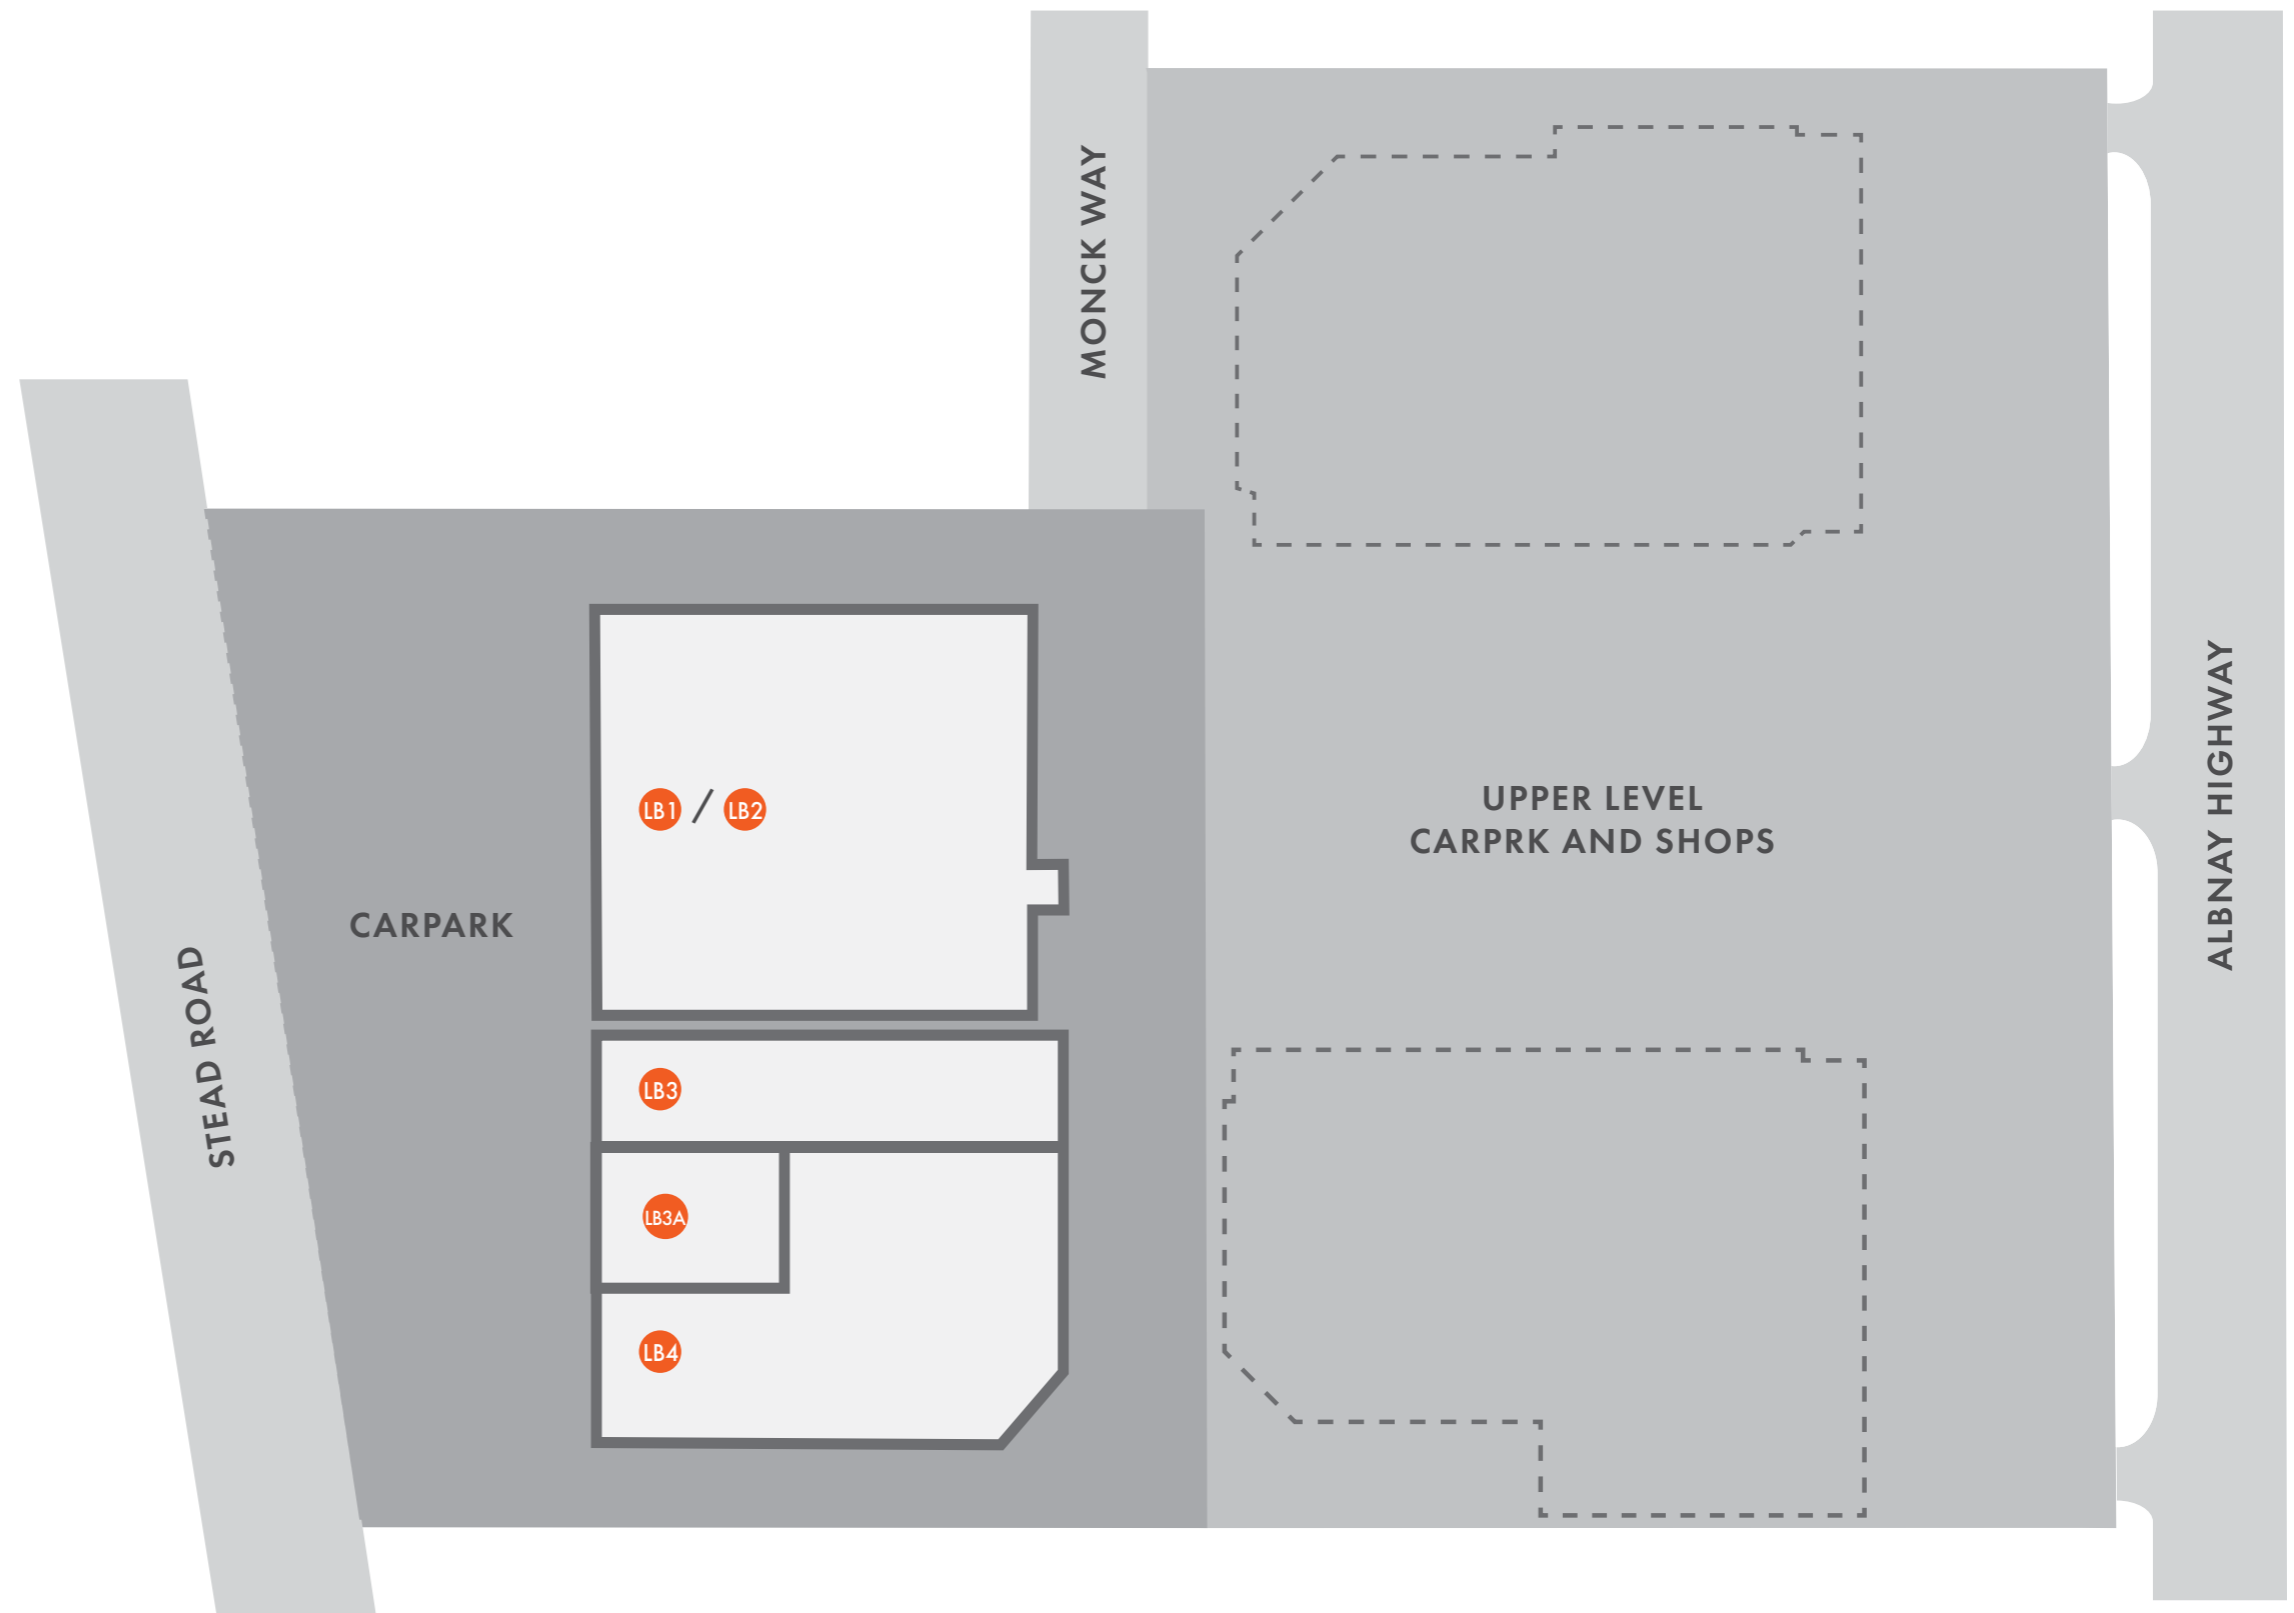 MONCK WAY
ALBNAY HIGHWAY
UPPER LEVEL
CARPRK AND SHOPS
LB1 / LB2
CARPARK
STEAD ROAD
LB3
LB3A
LB4